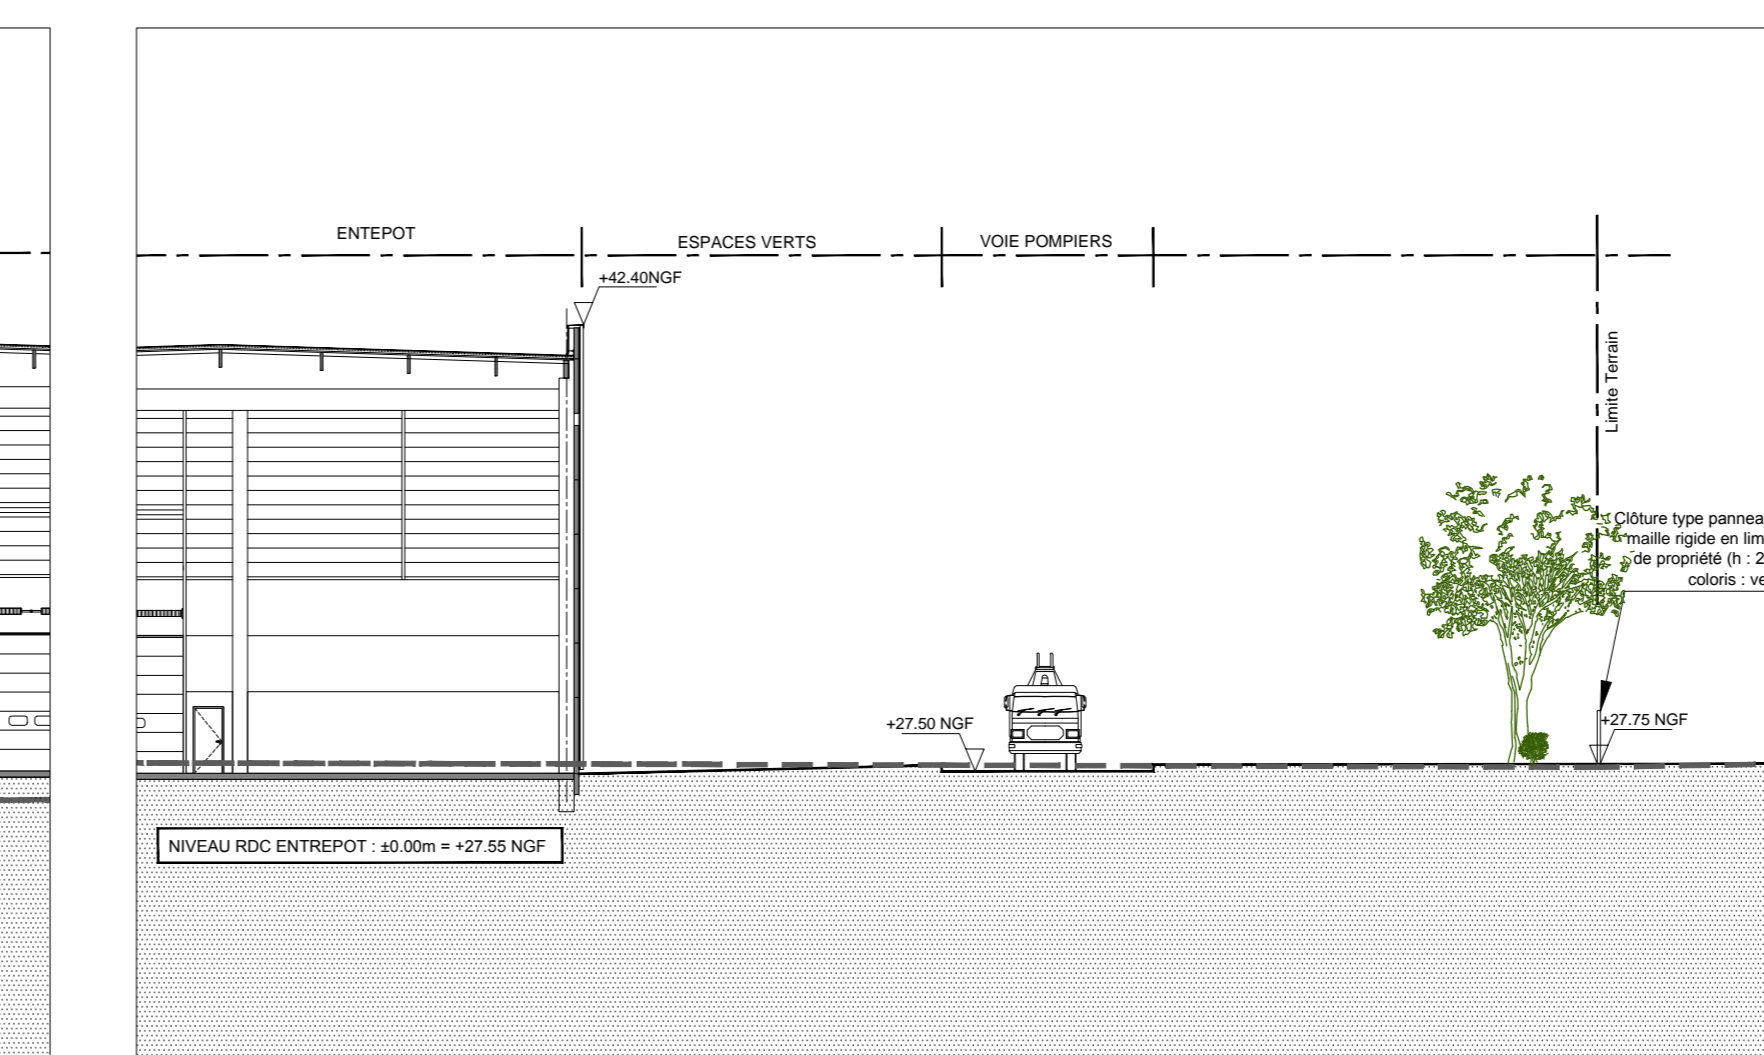 ENTEPOT
ESPACES VERTS
VOIE POMPIERS
+42.40NGF
Limite Terrain
Clôture type pannea
maille rigide en lim
de propriété (h : 2
coloris : ve
+27.50 NGF
+27.75 NGF
NIVEAU RDC ENTREPOT : ±0.00m = +27.55 NGF